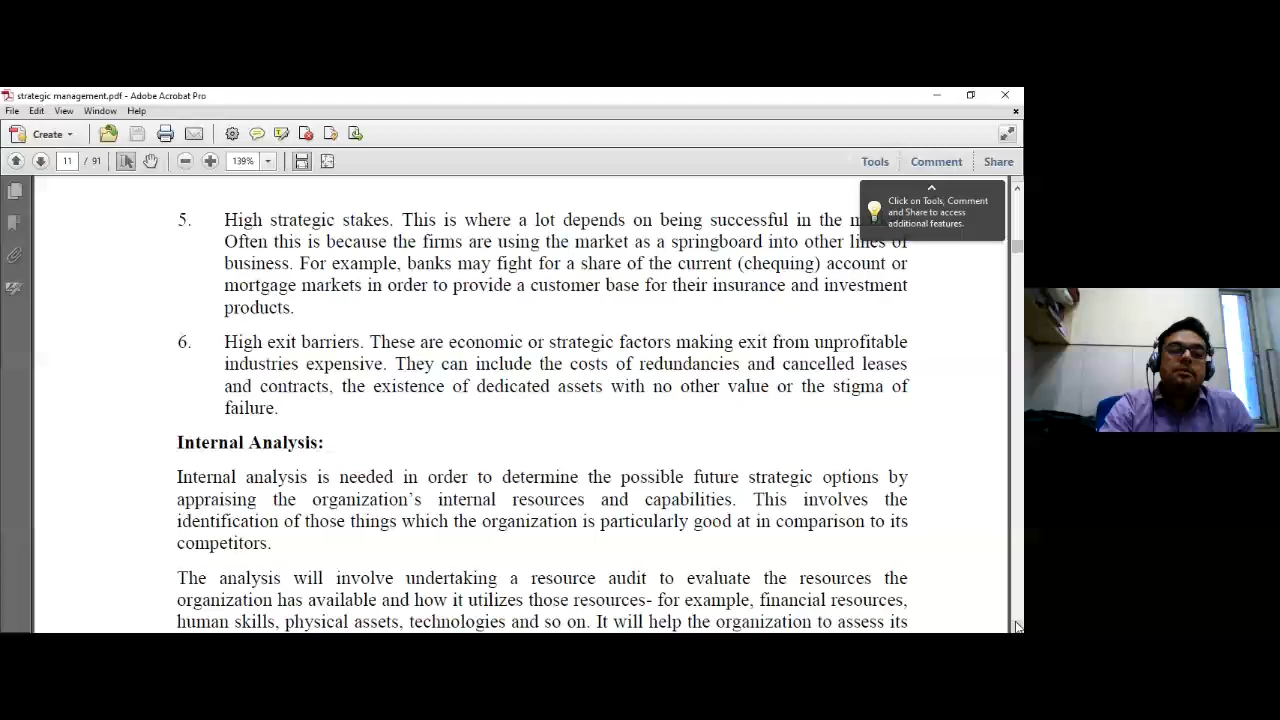 strategic management.pdf - Adobe Acrobat Pro
File Edit View Window Help
Create
11 / 91 139% Tools Comment Share
Click on Tools, Comment
and Share to access
additional features.
5. High strategic stakes. This is where a lot depends on being successful in the
Often this is because the firms are using the market as a springboard into other lines of
business. For example, banks may fight for a share of the current (chequing) account or
mortgage markets in order to provide a customer base for their insurance and investment
products.
6. High exit barriers. These are economic or strategic factors making exit from unprofitable
industries expensive. They can include the costs of redundancies and cancelled leases
and contracts, the existence of dedicated assets with no other value or the stigma of
failure.
Internal Analysis:
Internal analysis is needed in order to determine the possible future strategic options by
appraising the organization's internal resources and capabilities. This involves the
identification of those things which the organization is particularly good at in comparison to its
competitors.
The analysis will involve undertaking a resource audit to evaluate the resources the
organization has available and how it utilizes those resources- for example, financial resources,
human skills, physical assets, technologies and so on. It will help the organization to assess its